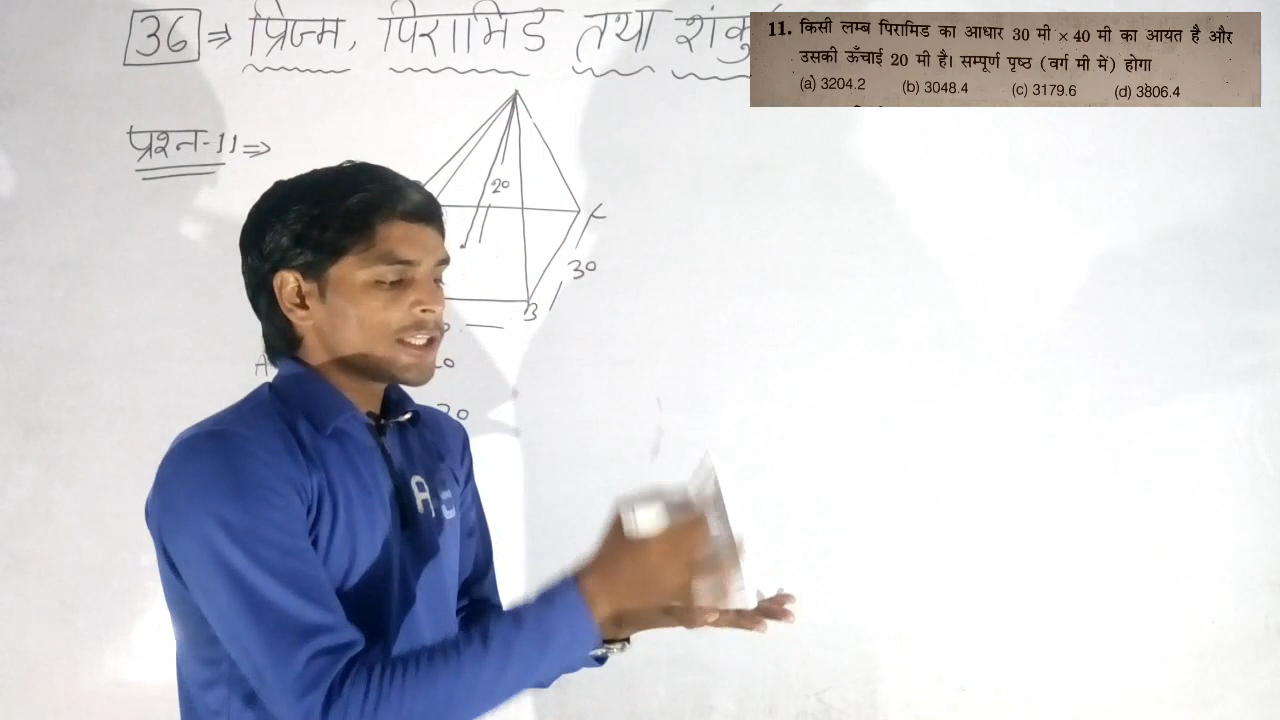 36 ⇒ प्रिज्म, पिरामिड तथा शंकु
11. किसी लम्ब पिरामिड का आधार 30 मी × 40 मी का आयत है और
उसकी ऊँचाई 20 मी है। सम्पूर्ण पृष्ठ (वर्ग मी में) होगा
(a) 3204.2 (b) 3048.4 (c) 3179.6 (d) 3806.4
प्रश्न-11 ⇒
20
30
B
A
20